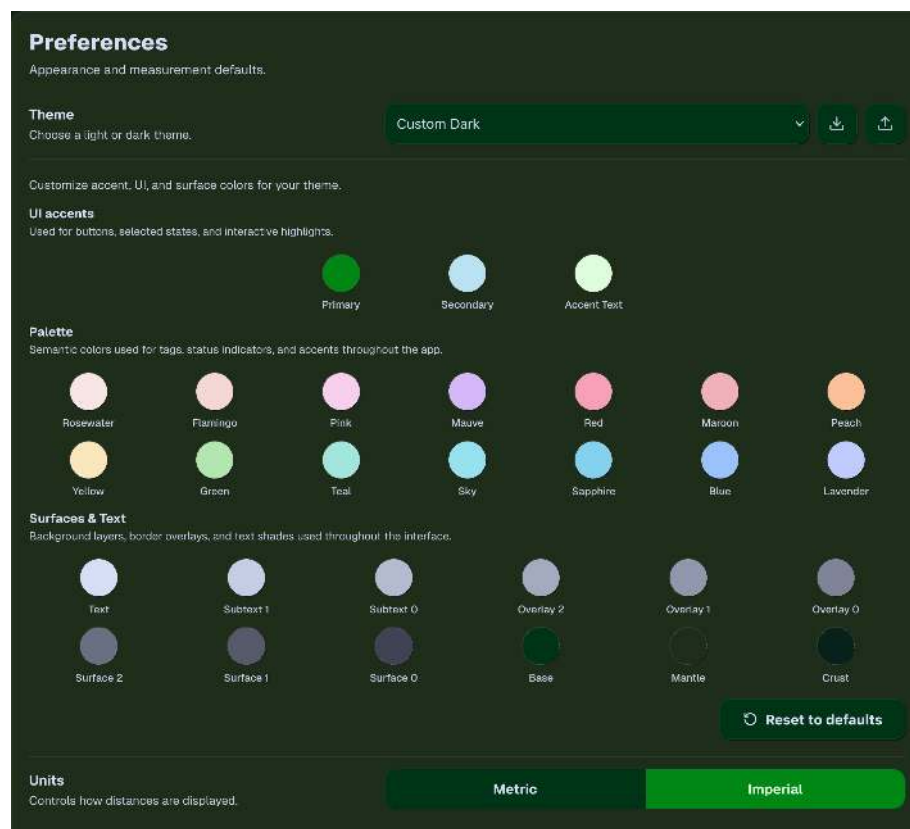 Preferences
Appearance and measurement defaults.
Theme
Choose a light or dark theme.
Custom Dark
Customize accent, UI, and surface colors for your theme.
UI accents
Used for buttons, selected states, and interactive highlights.
Primary Secondary Accent Text
Palette
Semantic colors used for tags, status indicators, and accents throughout the app.
Rosewater Flamingo Pink Mauve Red Maroon Peach
Yellow Green Teal Sky Sapphire Blue Lavender
Surfaces & Text
Background layers, border overlays, and text shades used throughout the interface.
Text Subtext 1 Subtext 0 Overlay 2 Overlay 1 Overlay 0
Surface 2 Surface 1 Surface 0 Base Mantle Crust
Reset to defaults
Units
Controls how distances are displayed.
Metric Imperial